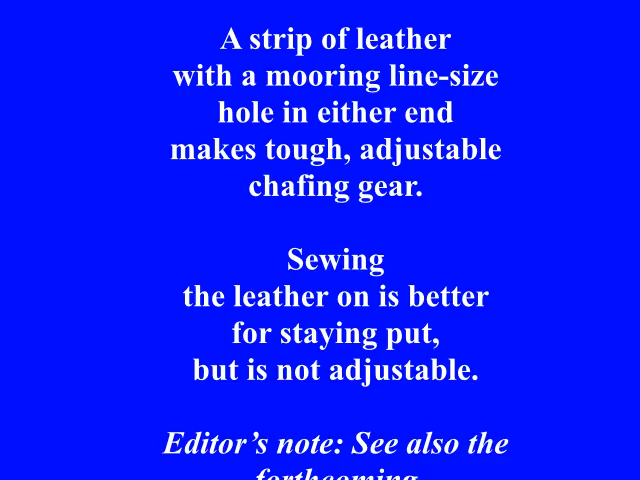 A strip of leather
with a mooring line-size
hole in either end
makes tough, adjustable
chafing gear.
Sewing
the leather on is better
for staying put,
but is not adjustable.
Editor’s note: See also the
forthcoming